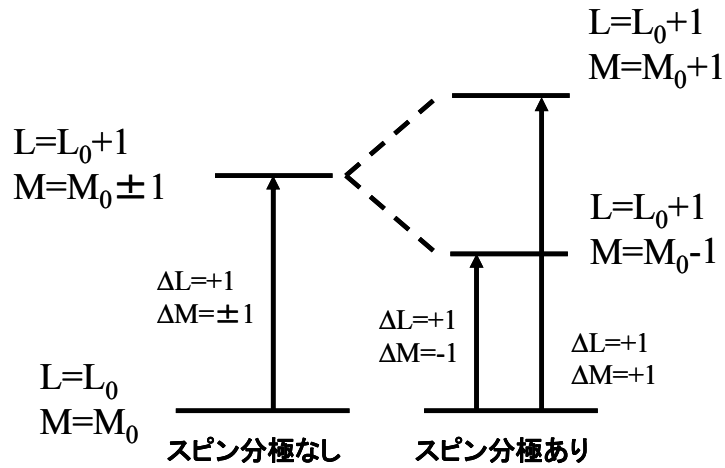 L=L₀+1
M=M₀+1
L=L₀+1
M=M₀±1
L=L₀+1
M=M₀-1
ΔL=+1
ΔM=±1
ΔL=+1
ΔM=-1
ΔL=+1
ΔM=+1
L=L₀
M=M₀
スピン分極なし
スピン分極あり